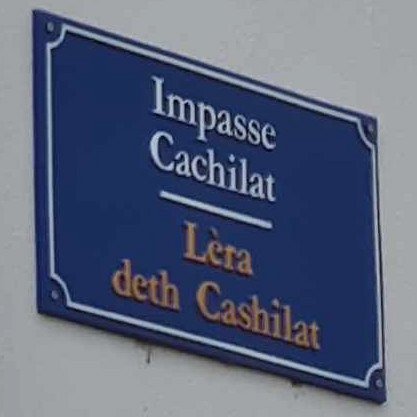 Impasse
Cachilat
Lèra
deth Cashilat